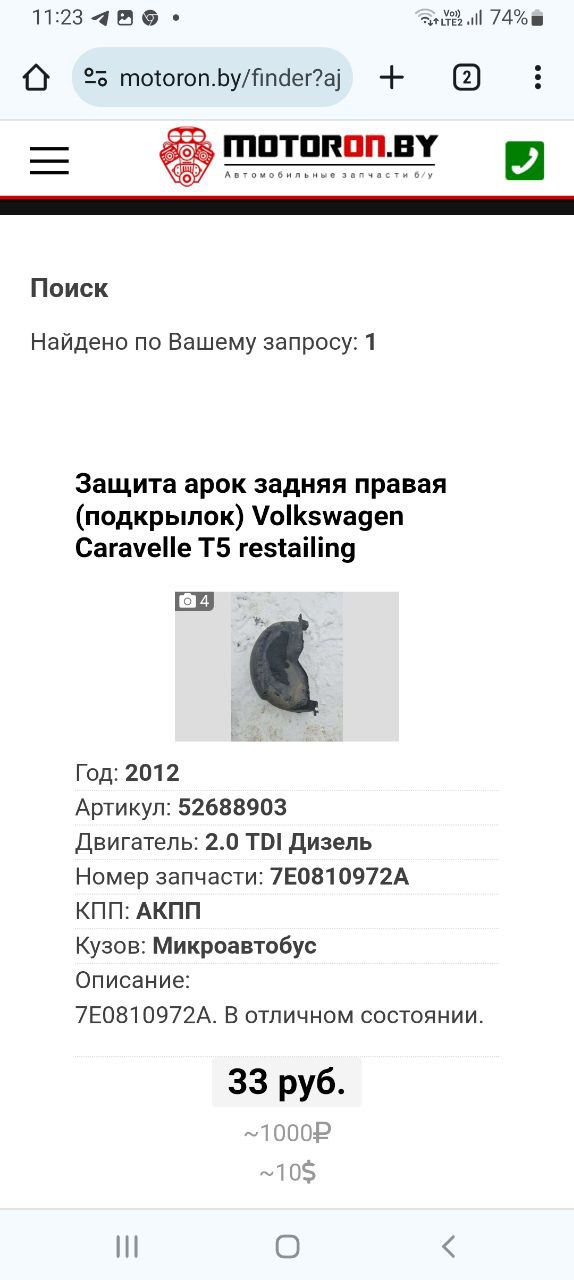 11:23
Vo))
LTE2
74%
motoron.by/finder?aj
2
MOTORON.BY
Автомобильные запчасти б/у
Поиск
Найдено по Вашему запросу: 1
Защита арок задняя правая
(подкрылок) Volkswagen
Caravelle T5 restailing
4
Год: 2012
Артикул: 52688903
Двигатель: 2.0 TDI Дизель
Номер запчасти: 7E0810972A
КПП: АКПП
Кузов: Микроавтобус
Описание:
7E0810972A. В отличном состоянии.
33 руб.
~1000₽
~10$